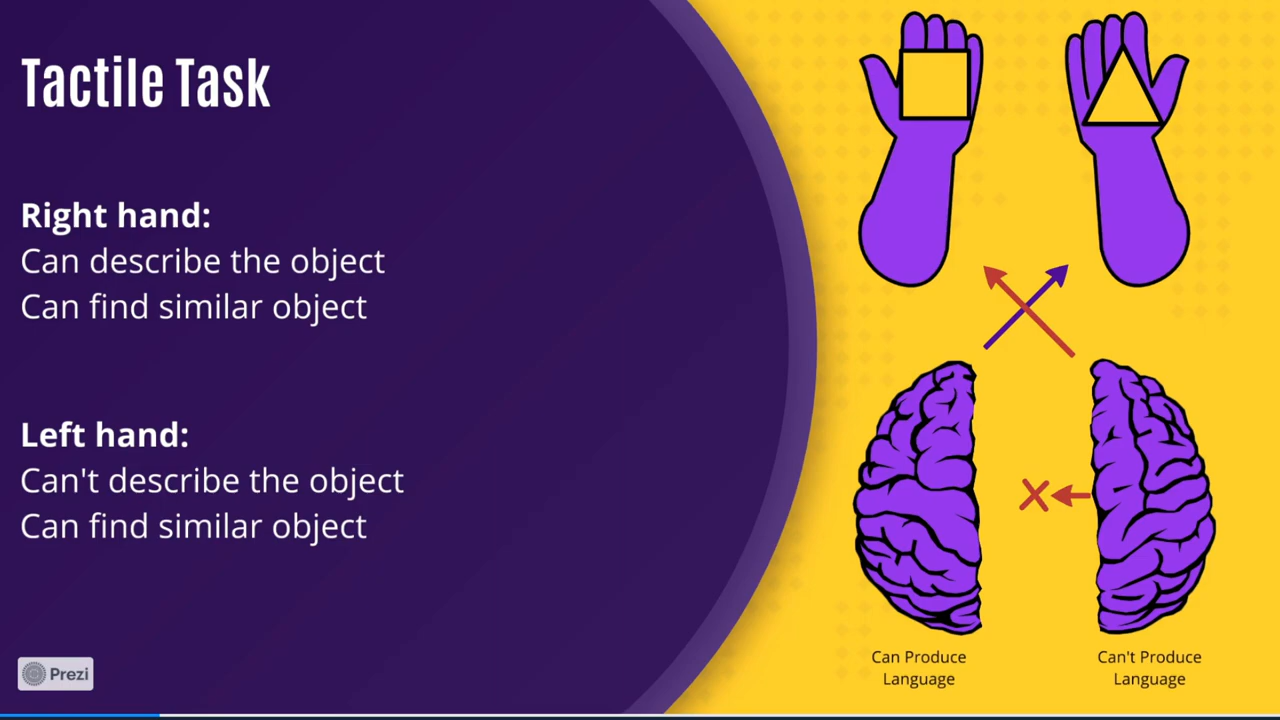 Tactile Task
Right hand:
Can describe the object
Can find similar object
Left hand:
Can't describe the object
Can find similar object
Can Produce
Language
Can't Produce
Language
Prezi